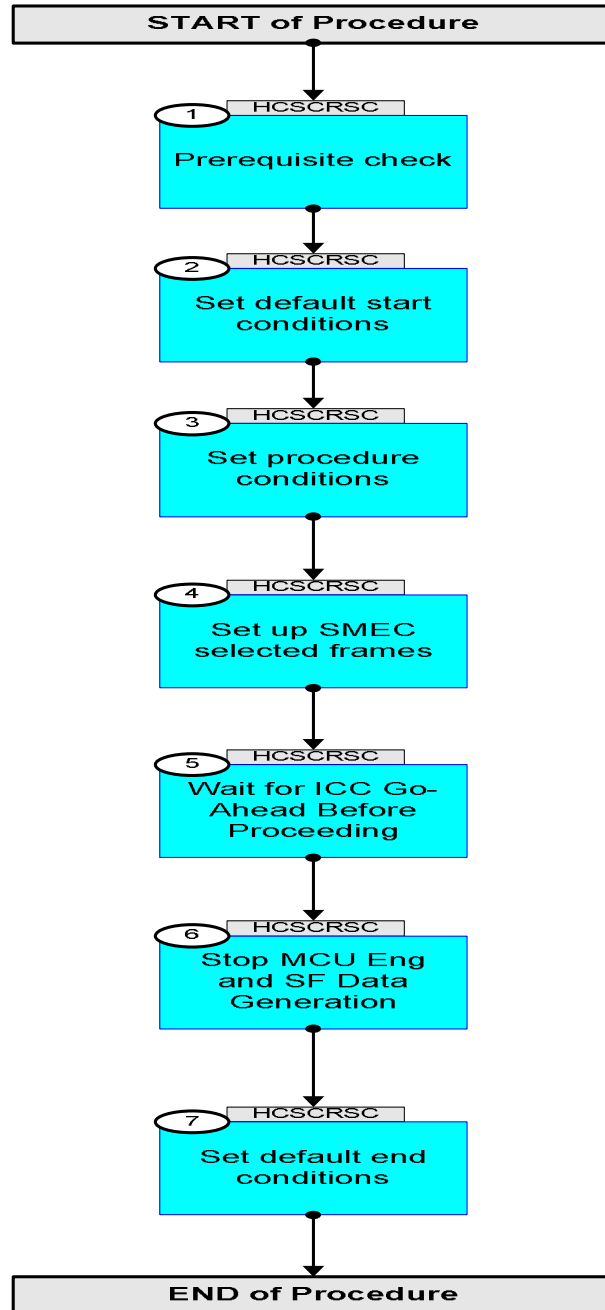 START of Procedure
HCSCRSC
1
Prerequisite check
HCSCRSC
2
Set default start
conditions
HCSCRSC
3
Set procedure
conditions
HCSCRSC
4
Set up SMEC
selected frames
HCSCRSC
5
Wait for ICC Go-
Ahead Before
Proceeding
HCSCRSC
6
Stop MCU Eng
and SF Data
Generation
HCSCRSC
7
Set default end
conditions
END of Procedure